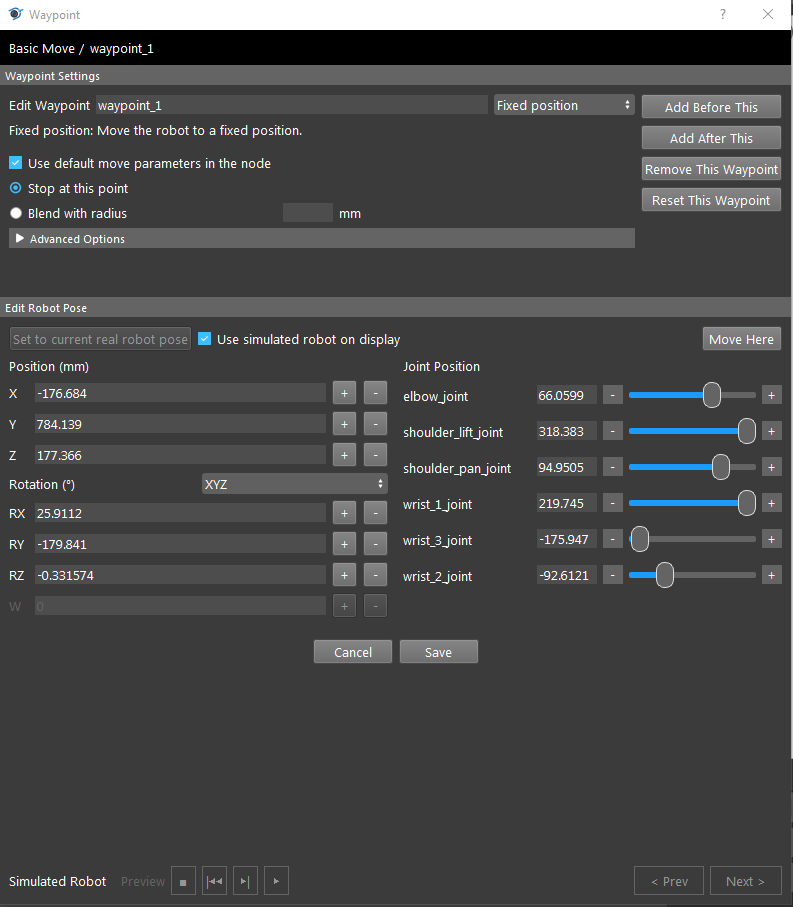 Waypoint ? ×
Basic Move / waypoint_1
Waypoint Settings
Edit Waypoint waypoint_1 Fixed position Add Before This
Fixed position: Move the robot to a fixed position. Add After This
Use default move parameters in the node Remove This Waypoint
Stop at this point Reset This Waypoint
Blend with radius mm
Advanced Options
Edit Robot Pose
Set to current real robot pose Use simulated robot on display Move Here
Position (mm)
X -176.684 + -
Y 784.139 + -
Z 177.366 + -
Rotation (°) XYZ
RX 25.9112 + -
RY -179.841 + -
RZ -0.331574 + -
W 0 + -
Joint Position
elbow_joint 66.0599 - +
shoulder_lift_joint 318.383 - +
shoulder_pan_joint 94.9505 - +
wrist_1_joint 219.745 - +
wrist_3_joint -175.947 - +
wrist_2_joint -92.6121 - +
Cancel Save
Simulated Robot Preview < Prev Next >